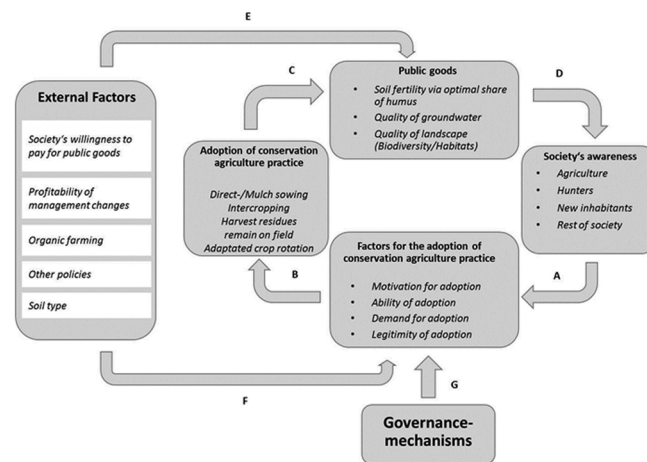 E
External Factors
Society's willingness to
pay for public goods
Profitability of
management changes
Organic farming
Other policies
Soil type
C
Adoption of conservation
agriculture practice
Direct-/Mulch sowing
Intercropping
Harvest residues
remain on field
Adaptated crop rotation
Public goods
• Soil fertility via optimal share
of humus
• Quality of groundwater
• Quality of landscape
(Biodiversity/Habitats)
D
Society's awareness
• Agriculture
• Hunters
• New inhabitants
• Rest of society
A
Factors for the adoption of
conservation agriculture practice
• Motivation for adoption
• Ability of adoption
• Demand for adoption
• Legitimity of adoption
B
F
G
Governance-
mechanisms